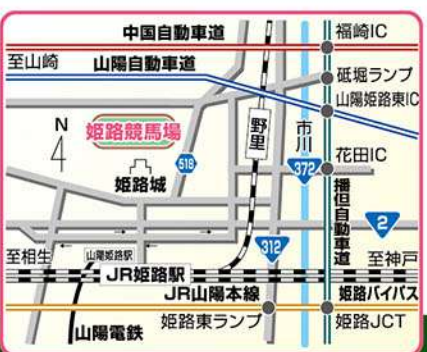 中国自動車道
福崎IC
至山崎
山陽自動車道
砥堀ランプ
山陽姫路東IC
N
姫路競馬場
野里
市川
518
372
花田IC
姫路城
播但自動車道
2
312
至相生
山陽姫路駅
至神戸
JR姫路駅
JR山陽本線
姫路バイパス
山陽電鉄
姫路東ランプ
姫路JCT